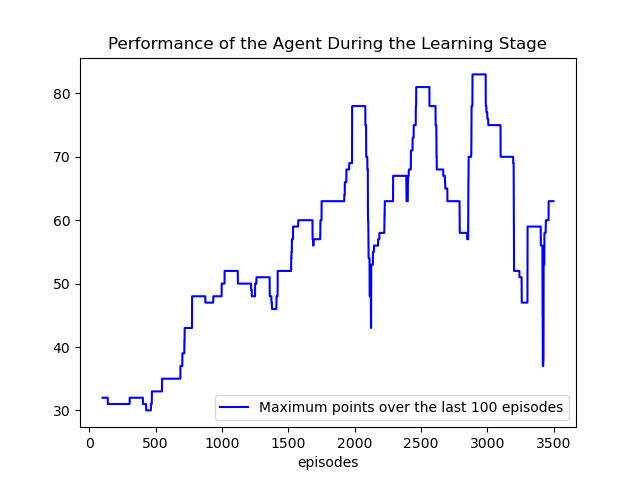 Performance of the Agent During the Learning Stage
80
70
60
50
40
30
Maximum points over the last 100 episodes
0 500 1000 1500 2000 2500 3000 3500
episodes